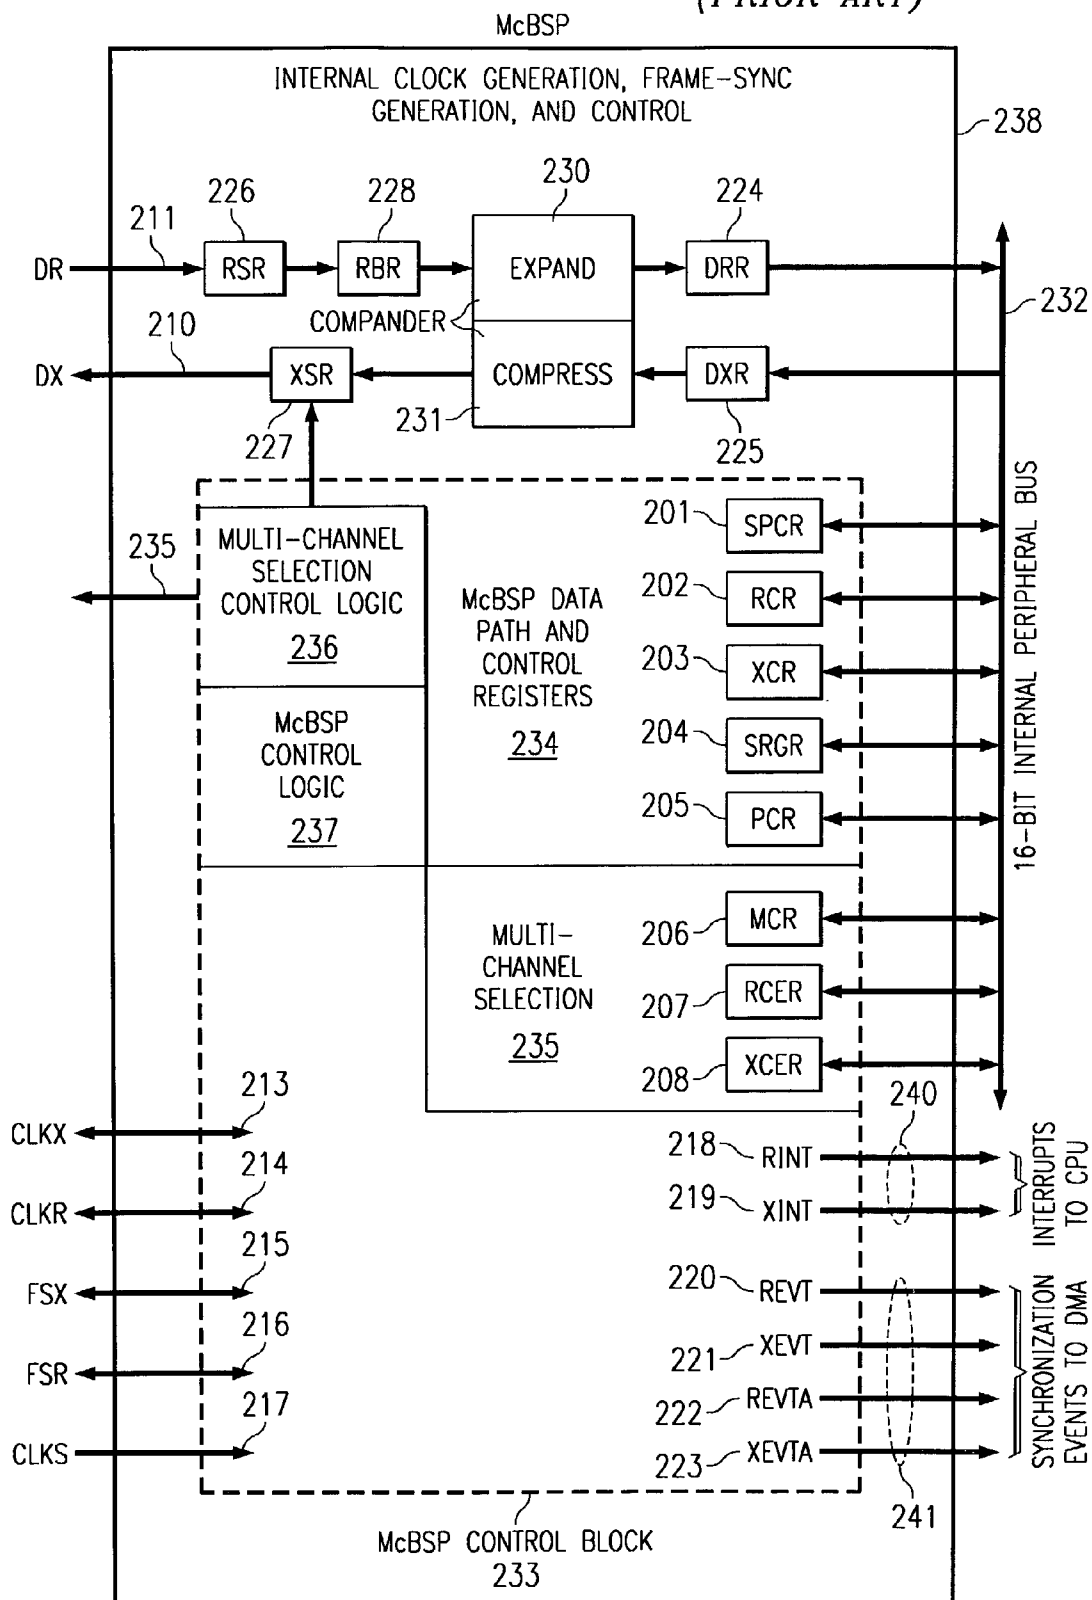 (PRIOR ART)
McBSP
INTERNAL CLOCK GENERATION, FRAME-SYNC
GENERATION, AND CONTROL
238
230
226
228
224
211
DR
RSR
RBR
EXPAND
DRR
232
COMPANDER
210
DX
XSR
COMPRESS
DXR
231
227
225
16-BIT INTERNAL PERIPHERAL BUS
235
MULTI-CHANNEL
SELECTION
CONTROL LOGIC
236
McBSP DATA
PATH AND
CONTROL
REGISTERS
234
201
SPCR
202
RCR
203
XCR
204
SRGR
205
PCR
McBSP
CONTROL
LOGIC
237
MULTI-
CHANNEL
SELECTION
235
206
MCR
207
RCER
208
XCER
213
CLKX
214
CLKR
215
FSX
216
FSR
217
CLKS
240
218
RINT
219
XINT
INTERRUPTS
TO CPU
220
REVT
221
XEVT
222
REVTA
223
XEVTA
SYNCHRONIZATION
EVENTS TO DMA
241
McBSP CONTROL BLOCK
233